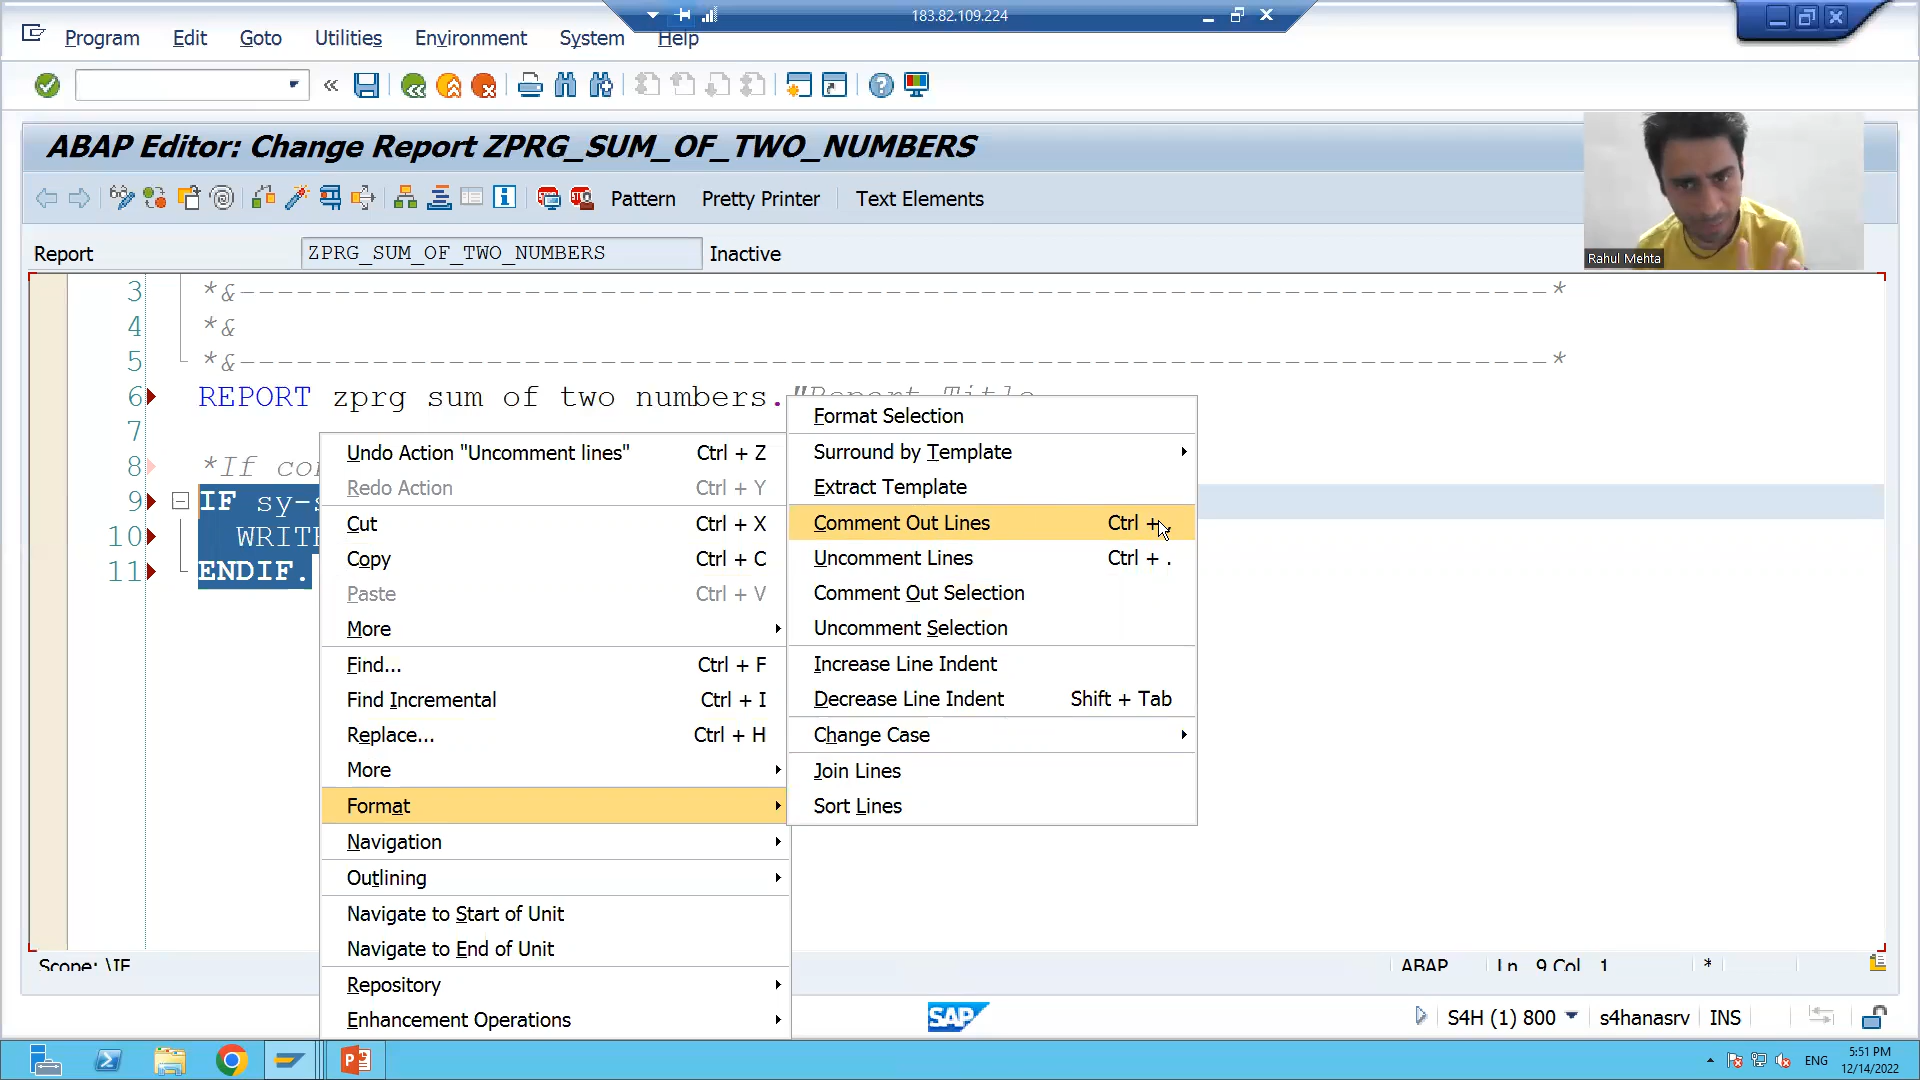 183.82.109.224
Program Edit Goto Utilities Environment System Help
ABAP Editor: Change Report ZPRG_SUM_OF_TWO_NUMBERS
Pattern Pretty Printer Text Elements
Report ZPRG_SUM_OF_TWO_NUMBERS Inactive
Rahul Mehta
3 *&---------------------------------------------------------------------*
4 *&
5 *&---------------------------------------------------------------------*
6 REPORT zprg sum of two numbers. "Report Title
7
8 *If
9 IF
10
11 ENDIF.
Undo Action "Uncomment lines" Ctrl + Z
Redo Action Ctrl + Y
Cut Ctrl + X
Copy Ctrl + C
Paste Ctrl + V
More
Find... Ctrl + F
Find Incremental Ctrl + I
Replace... Ctrl + H
More
Format
Navigation
Outlining
Navigate to Start of Unit
Navigate to End of Unit
Repository
Enhancement Operations
Format Selection
Surround by Template
Extract Template
Comment Out Lines Ctrl +
Uncomment Lines Ctrl + .
Comment Out Selection
Uncomment Selection
Increase Line Indent
Decrease Line Indent Shift + Tab
Change Case
Join Lines
Sort Lines
Scope: \IF ABAP Ln 9 Col 1 *
SAP S4H (1) 800 s4hanasrv INS
ENG
5:51 PM
12/14/2022